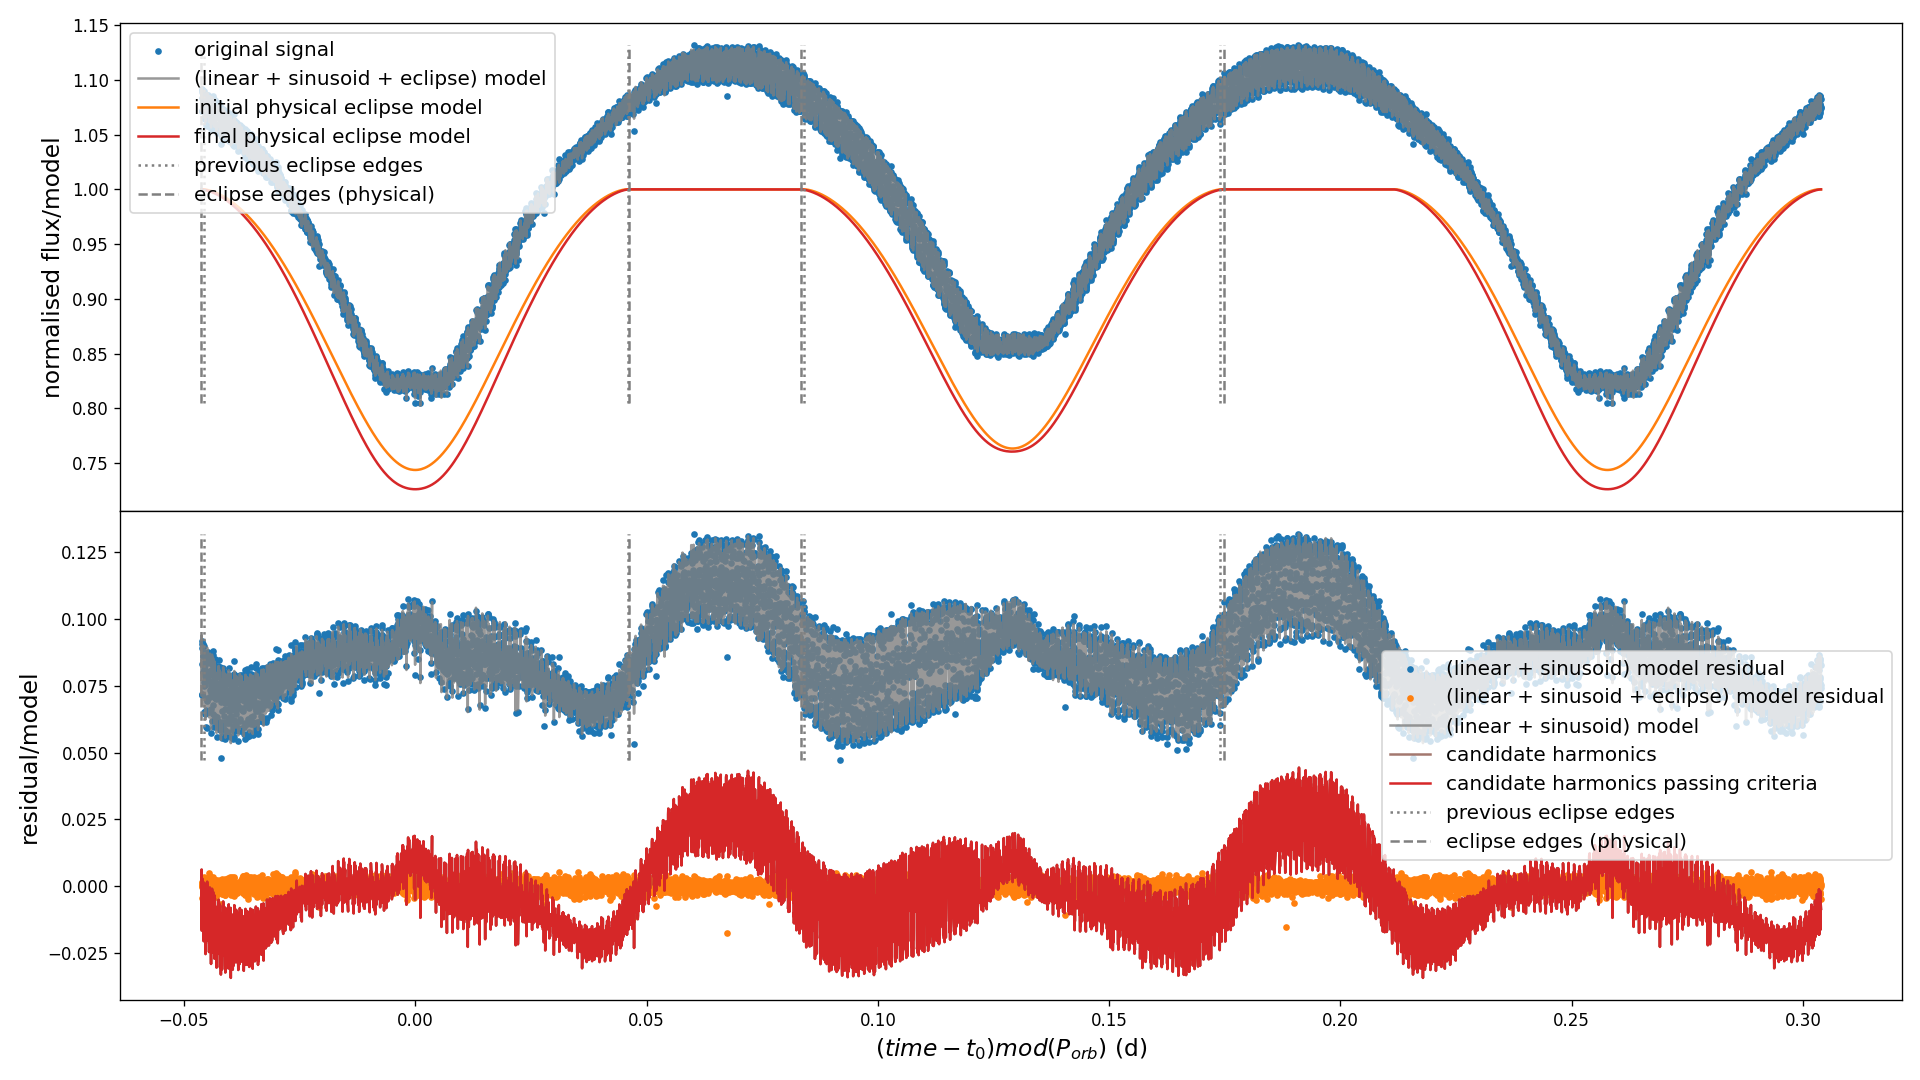 1.15
1.10
1.05
1.00
0.95
0.90
0.85
0.80
0.75
normalised flux/model
original signal
(linear + sinusoid + eclipse) model
initial physical eclipse model
final physical eclipse model
previous eclipse edges
eclipse edges (physical)
0.125
0.100
0.075
0.050
0.025
0.000
−0.025
residual/model
(linear + sinusoid) model residual
(linear + sinusoid + eclipse) model residual
(linear + sinusoid) model
candidate harmonics
candidate harmonics passing criteria
previous eclipse edges
eclipse edges (physical)
−0.05 0.00 0.05 0.10 0.15 0.20 0.25 0.30
(time − t₀)mod(Pₒᵣᵦ) (d)